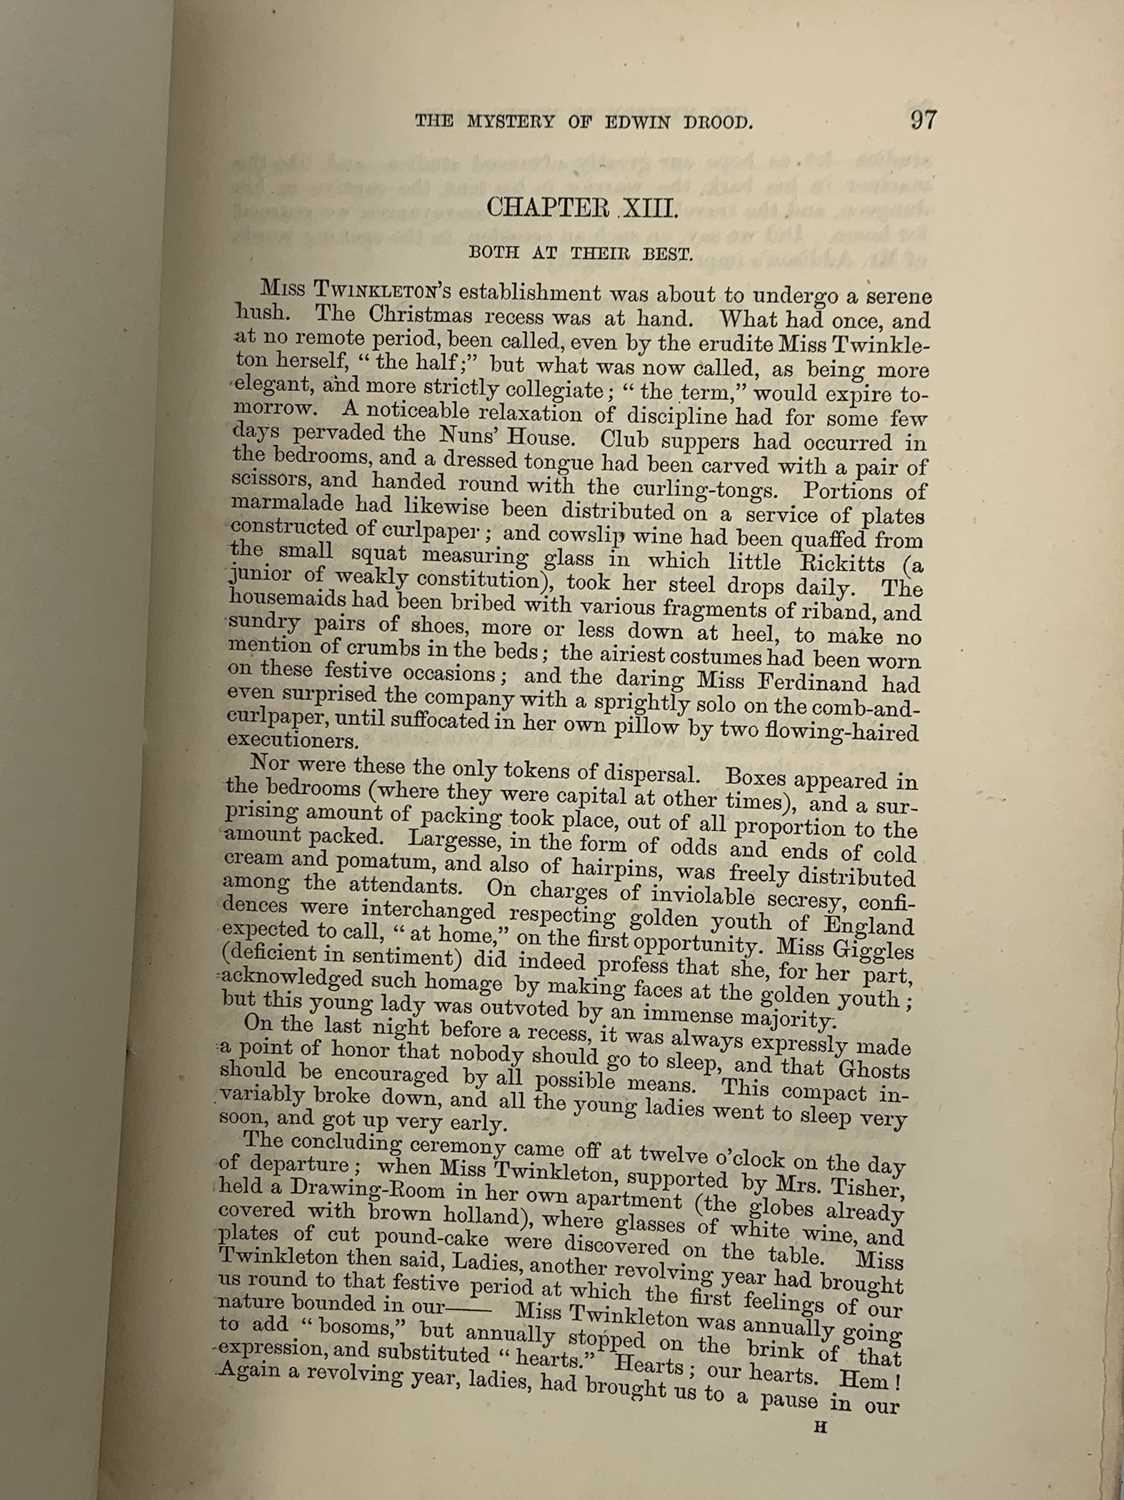 THE MYSTERY OF EDWIN DROOD. 97
CHAPTER XIII.
BOTH AT THEIR BEST.
Miss Twinkleton's establishment was about to undergo a serene
hush. The Christmas recess was at hand. What had once, and
at no remote period, been called, even by the erudite Miss Twinkle-
ton herself, "the half;" but what was now called, as being more
elegant, and more strictly collegiate; "the term," would expire to-
morrow. A noticeable relaxation of discipline had for some few
days pervaded the Nuns' House. Club suppers had occurred in
the bedrooms, and a dressed tongue had been carved with a pair of
scissors, and handed round with the curling-tongs. Portions of
marmalade had likewise been distributed on a service of plates
constructed of curlpaper; and cowslip wine had been quaffed from
the small squat measuring glass in which little Rickitts (a
junior of weakly constitution), took her steel drops daily. The
housemaids had been bribed with various fragments of riband, and
sundry pairs of shoes, more or less down at heel, to make no
mention of crumbs in the beds; the airiest costumes had been worn
on these festive occasions; and the daring Miss Ferdinand had
even surprised the company with a sprightly solo on the comb-and-
curlpaper, until suffocated in her own pillow by two flowing-haired
executioners.
Nor were these the only tokens of dispersal. Boxes appeared in
the bedrooms (where they were capital at other times), and a sur-
prising amount of packing took place, out of all proportion to the
amount packed. Largesse, in the form of odds and ends of cold
cream and pomatum, and also of hairpins, was freely distributed
among the attendants. On charges of inviolable secresy, confi-
dences were interchanged respecting golden youth of England
expected to call, "at home," on the first opportunity. Miss Giggles
(deficient in sentiment) did indeed profess that she, for her part,
acknowledged such homage by making faces at the golden youth;
but this young lady was outvoted by an immense majority.
On the last night before a recess, it was always expressly made
a point of honor that nobody should go to sleep, and that Ghosts
should be encouraged by all possible means. This compact in-
variably broke down, and all the young ladies went to sleep very
soon, and got up very early.
The concluding ceremony came off at twelve o'clock on the day
of departure; when Miss Twinkleton, supported by Mrs. Tisher,
held a Drawing-Room in her own apartment (the globes already
covered with brown holland), where glasses of white wine, and
plates of cut pound-cake were discovered on the table. Miss
Twinkleton then said, Ladies, another revolving year had brought
us round to that festive period at which the first feelings of our
nature bounded in our—— Miss Twinkleton was annually going
to add "bosoms," but annually stopped on the brink of that
expression, and substituted "hearts." Hearts; our hearts. Hem!
Again a revolving year, ladies, had brought us to a pause in our
H